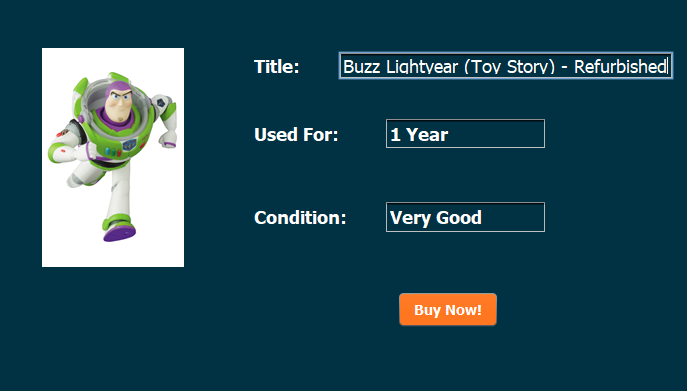 Title: Buzz Lightyear (Toy Story) - Refurbished
Used For: 1 Year
Condition: Very Good
Buy Now!